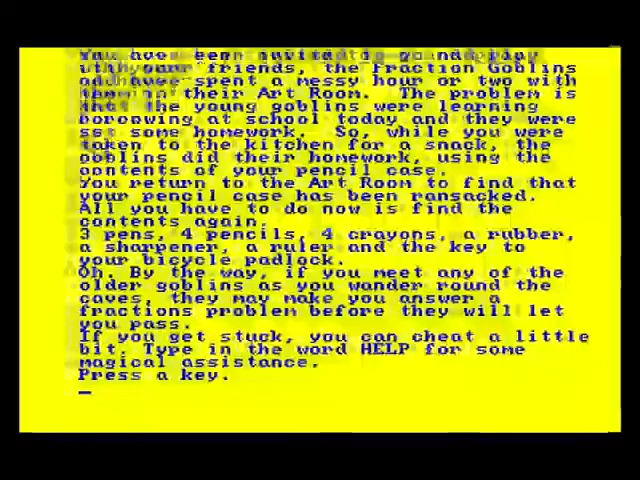 You have been invited to go and play
with your friends, the Fraction Goblins
and have spent a messy hour or two with
them in their Art Room. The problem is
that the young goblins were learning
borrowing at school today and they were
set some homework. So, while you were
taken to the kitchen for a snack, the
goblins did their homework, using the
contents of your pencil case.
You return to the Art Room to find that
your pencil case has been ransacked.
All you have to do now is find the
contents again.
3 pens, 4 pencils, 4 crayons, a rubber,
a sharpener, a ruler and the key to
your bicycle padlock.
Oh. By the way, if you meet any of the
older goblins as you wander round the
caves, they may make you answer a
fractions problem before they will let
you pass.
If you get stuck, you can cheat a little
bit. Type in the word HELP for some
magical assistance.
Press a key.